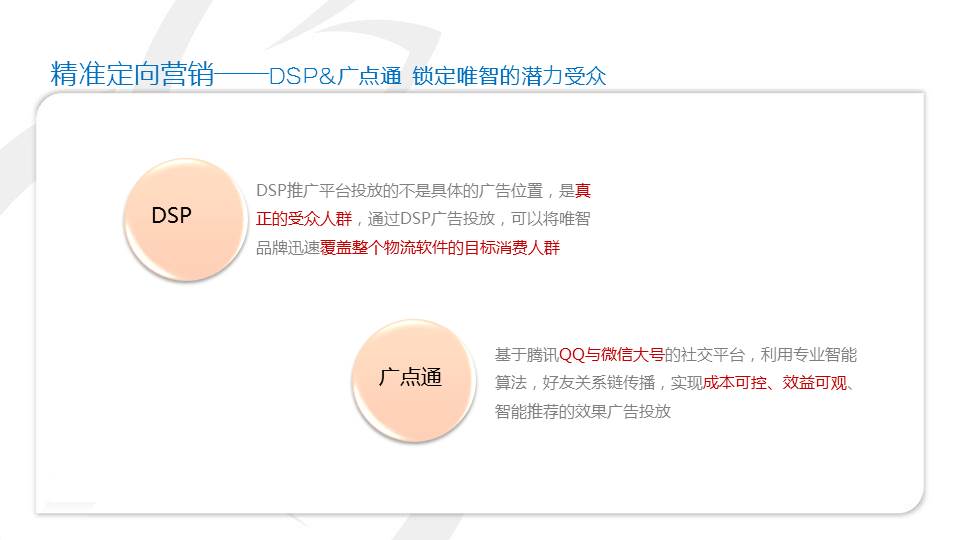 精准定向营销——DSP&广点通 锁定唯智的潜力受众
DSP
DSP推广平台投放的不是具体的广告位置，是真
正的受众人群，通过DSP广告投放，可以将唯智
品牌迅速覆盖整个物流软件的目标消费人群
广点通
基于腾讯QQ与微信大号的社交平台，利用专业智能
算法，好友关系链传播，实现成本可控、效益可观、
智能推荐的效果广告投放